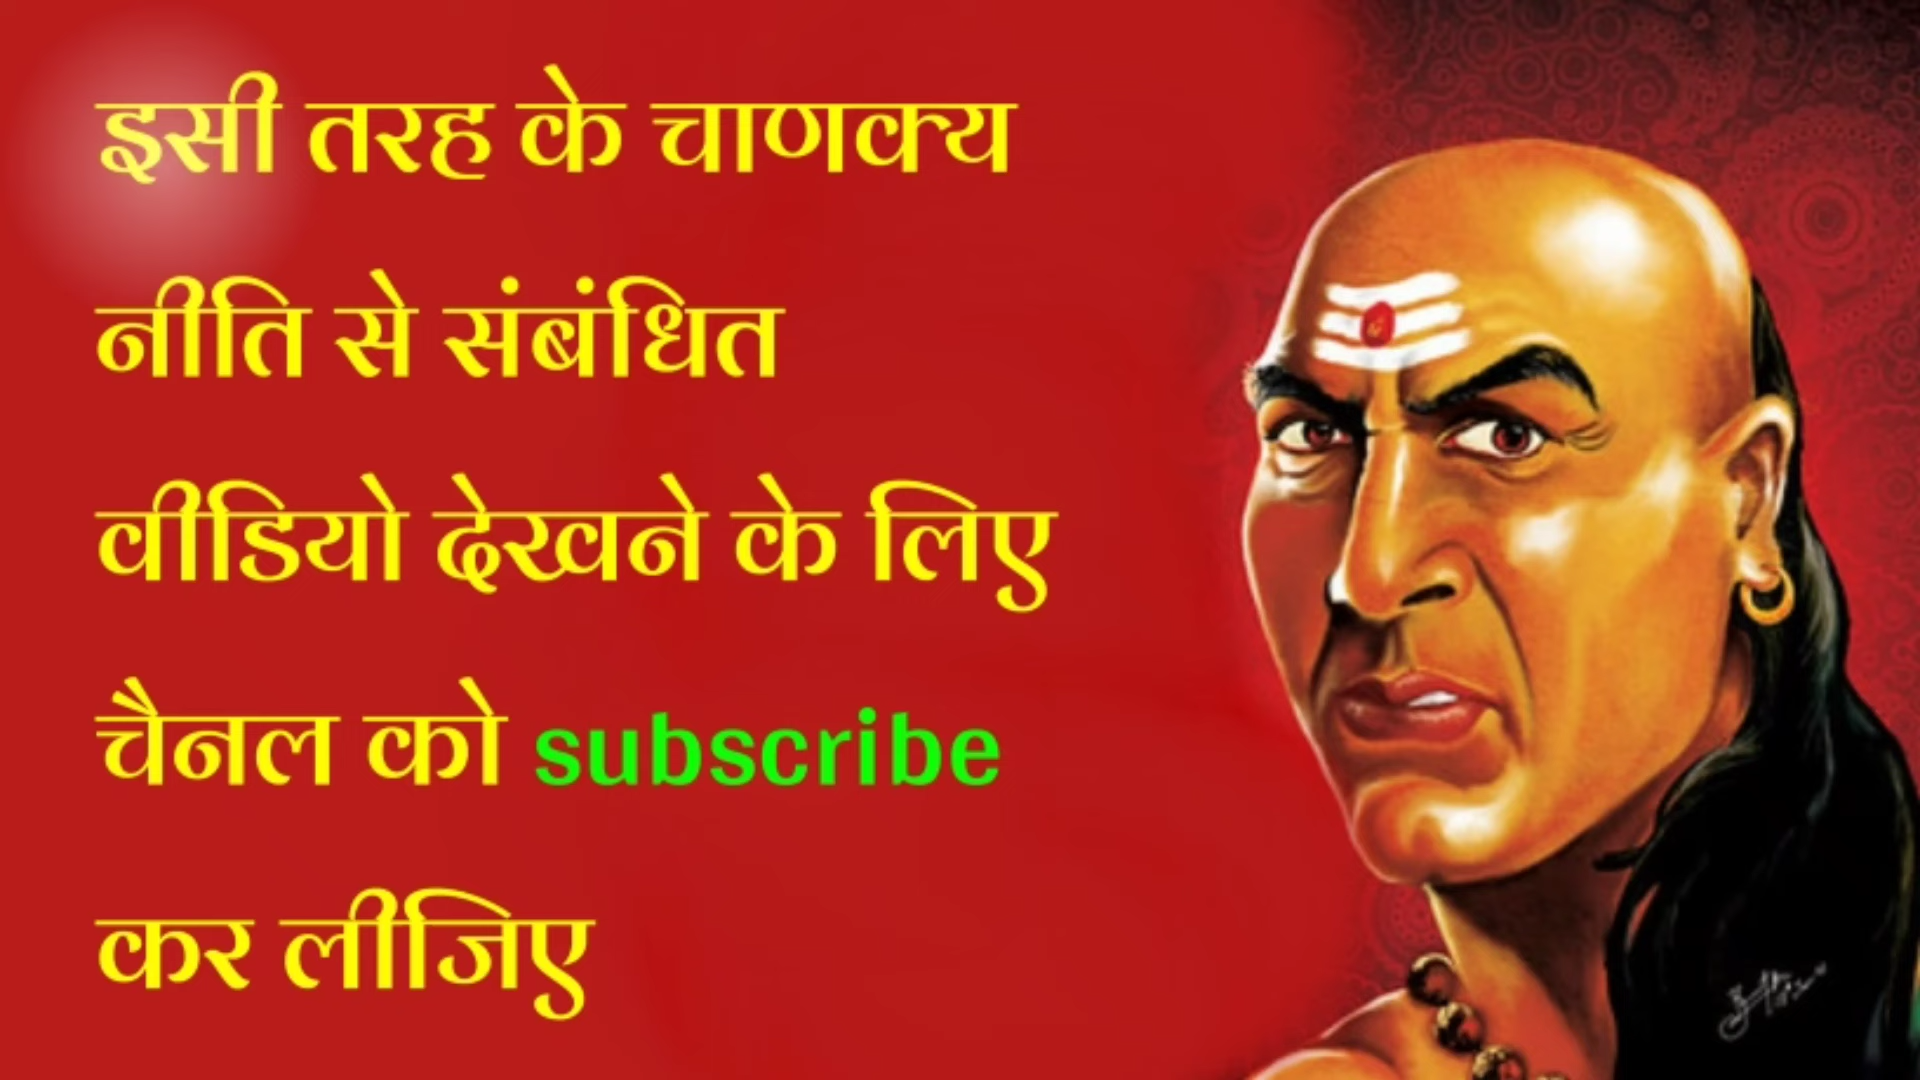 इसी तरह के चाणक्य
नीति से संबंधित
वीडियो देखने के लिए
चैनल को subscribe
कर लीजिए